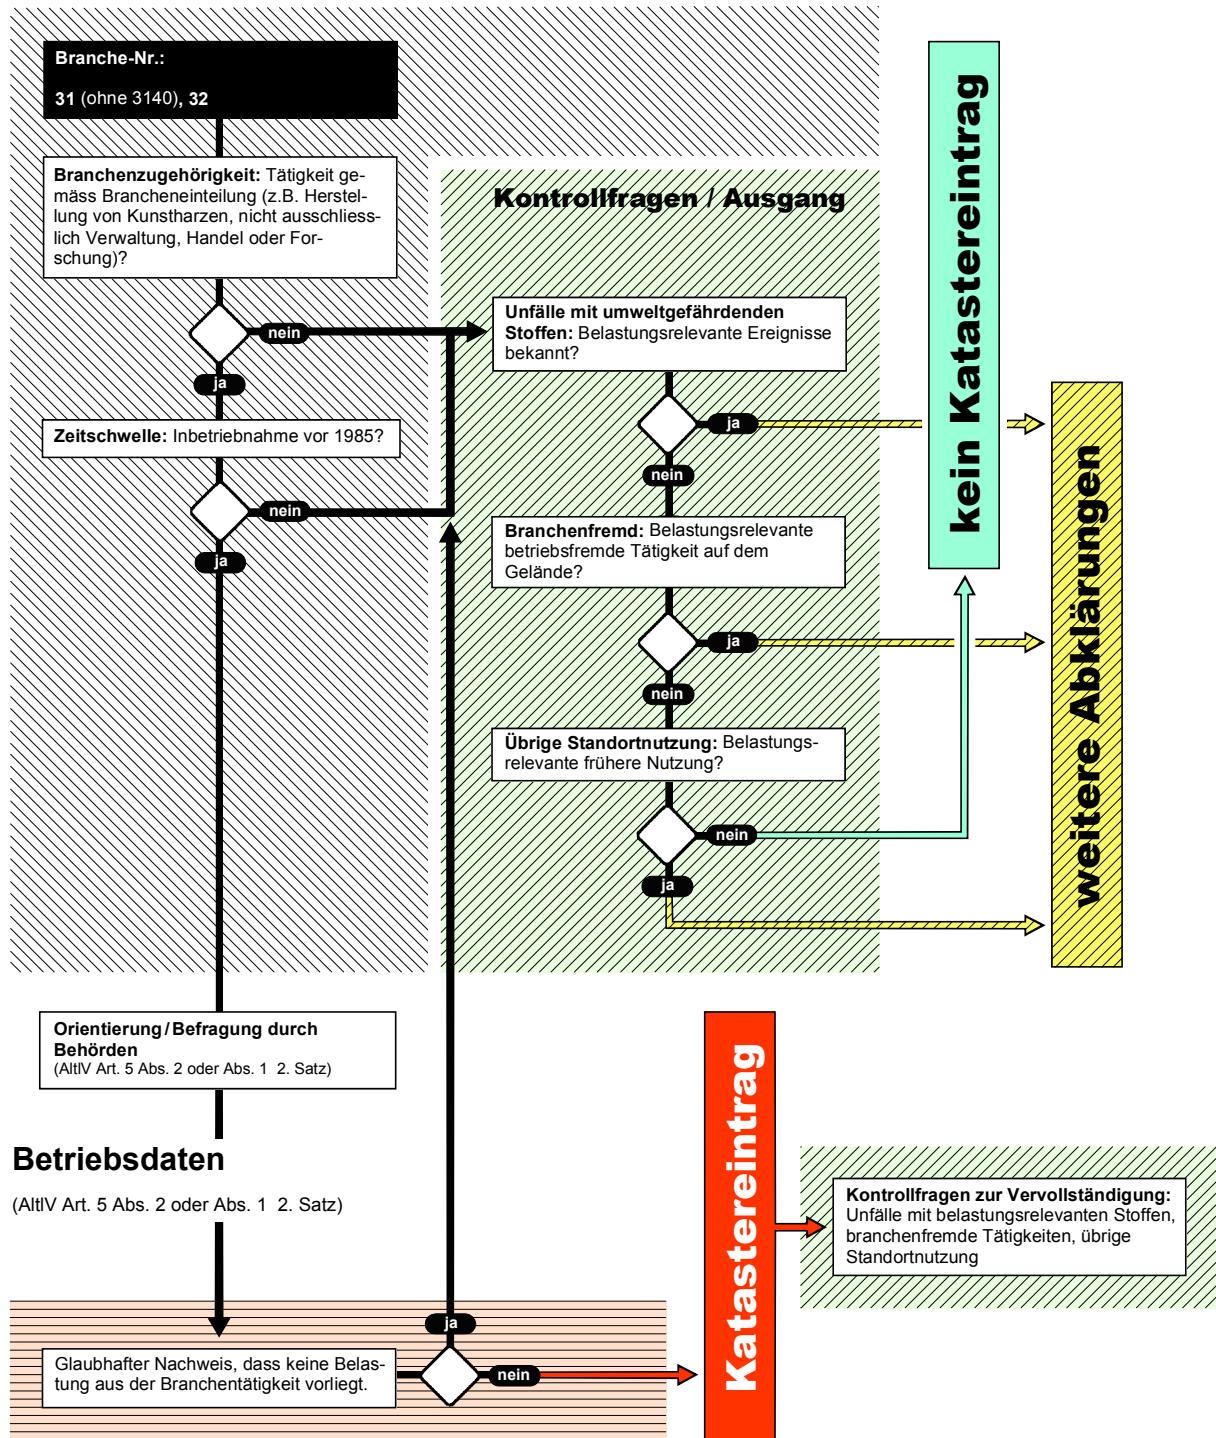 Branche-Nr.:
31 (ohne 3140), 32
Branchenzugehörigkeit: Tätigkeit ge-
mäss Brancheneinteilung (z.B. Herstel-
lung von Kunstharzen, nicht ausschliess-
lich Verwaltung, Handel oder For-
schung)?
nein
ja
Zeitschwelle: Inbetriebnahme vor 1985?
nein
ja
Kontrollfragen / Ausgang
Unfälle mit umweltgefährdenden
Stoffen: Belastungsrelevante Ereignisse
bekannt?
ja
nein
Branchenfremd: Belastungsrelevante
betriebsfremde Tätigkeit auf dem
Gelände?
ja
nein
Übrige Standortnutzung: Belastungs-
relevante frühere Nutzung?
nein
ja
kein Katastereintrag
weitere Abklärungen
Orientierung/Befragung durch
Behörden
(AltlV Art. 5 Abs. 2 oder Abs. 1 2. Satz)
Betriebsdaten
(AltlV Art. 5 Abs. 2 oder Abs. 1 2. Satz)
Glaubhafter Nachweis, dass keine Belas-
tung aus der Branchentätigkeit vorliegt.
ja
nein
Katastereintrag
Kontrollfragen zur Vervollständigung:
Unfälle mit belastungsrelevanten Stoffen,
branchenfremde Tätigkeiten, übrige
Standortnutzung